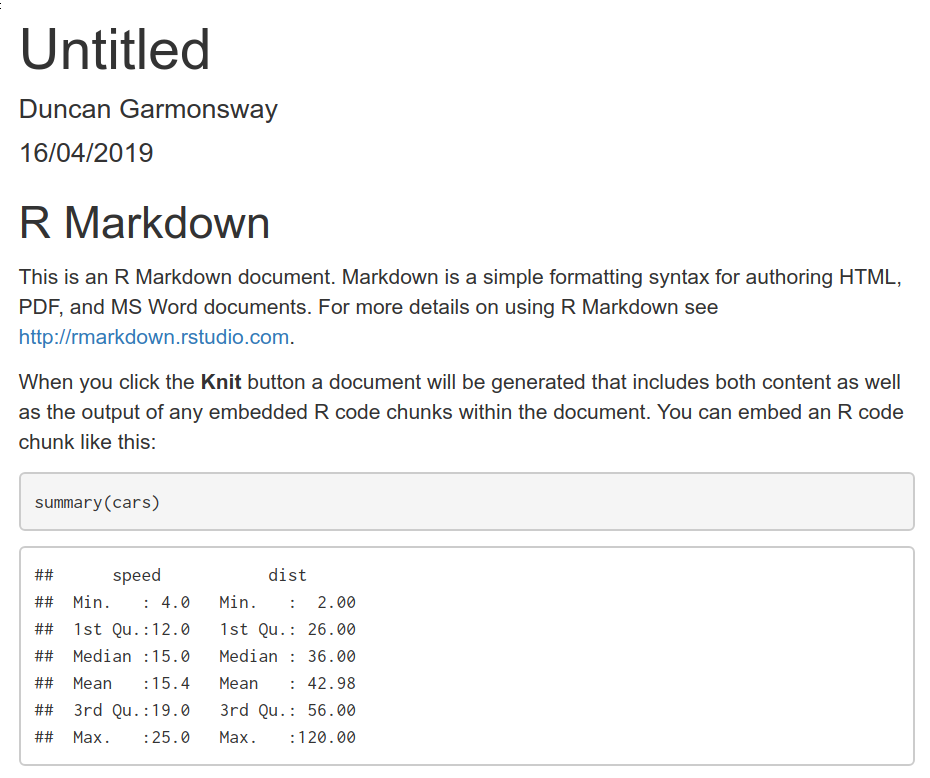 Untitled
Duncan Garmonsway
16/04/2019
R Markdown
This is an R Markdown document. Markdown is a simple formatting syntax for authoring HTML,
PDF, and MS Word documents. For more details on using R Markdown see
http://rmarkdown.rstudio.com.
When you click the Knit button a document will be generated that includes both content as well
as the output of any embedded R code chunks within the document. You can embed an R code
chunk like this:
summary(cars)
##      speed           dist
##  Min.   : 4.0   Min.   :  2.00
##  1st Qu.:12.0   1st Qu.: 26.00
##  Median :15.0   Median : 36.00
##  Mean   :15.4   Mean   : 42.98
##  3rd Qu.:19.0   3rd Qu.: 56.00
##  Max.   :25.0   Max.   :120.00